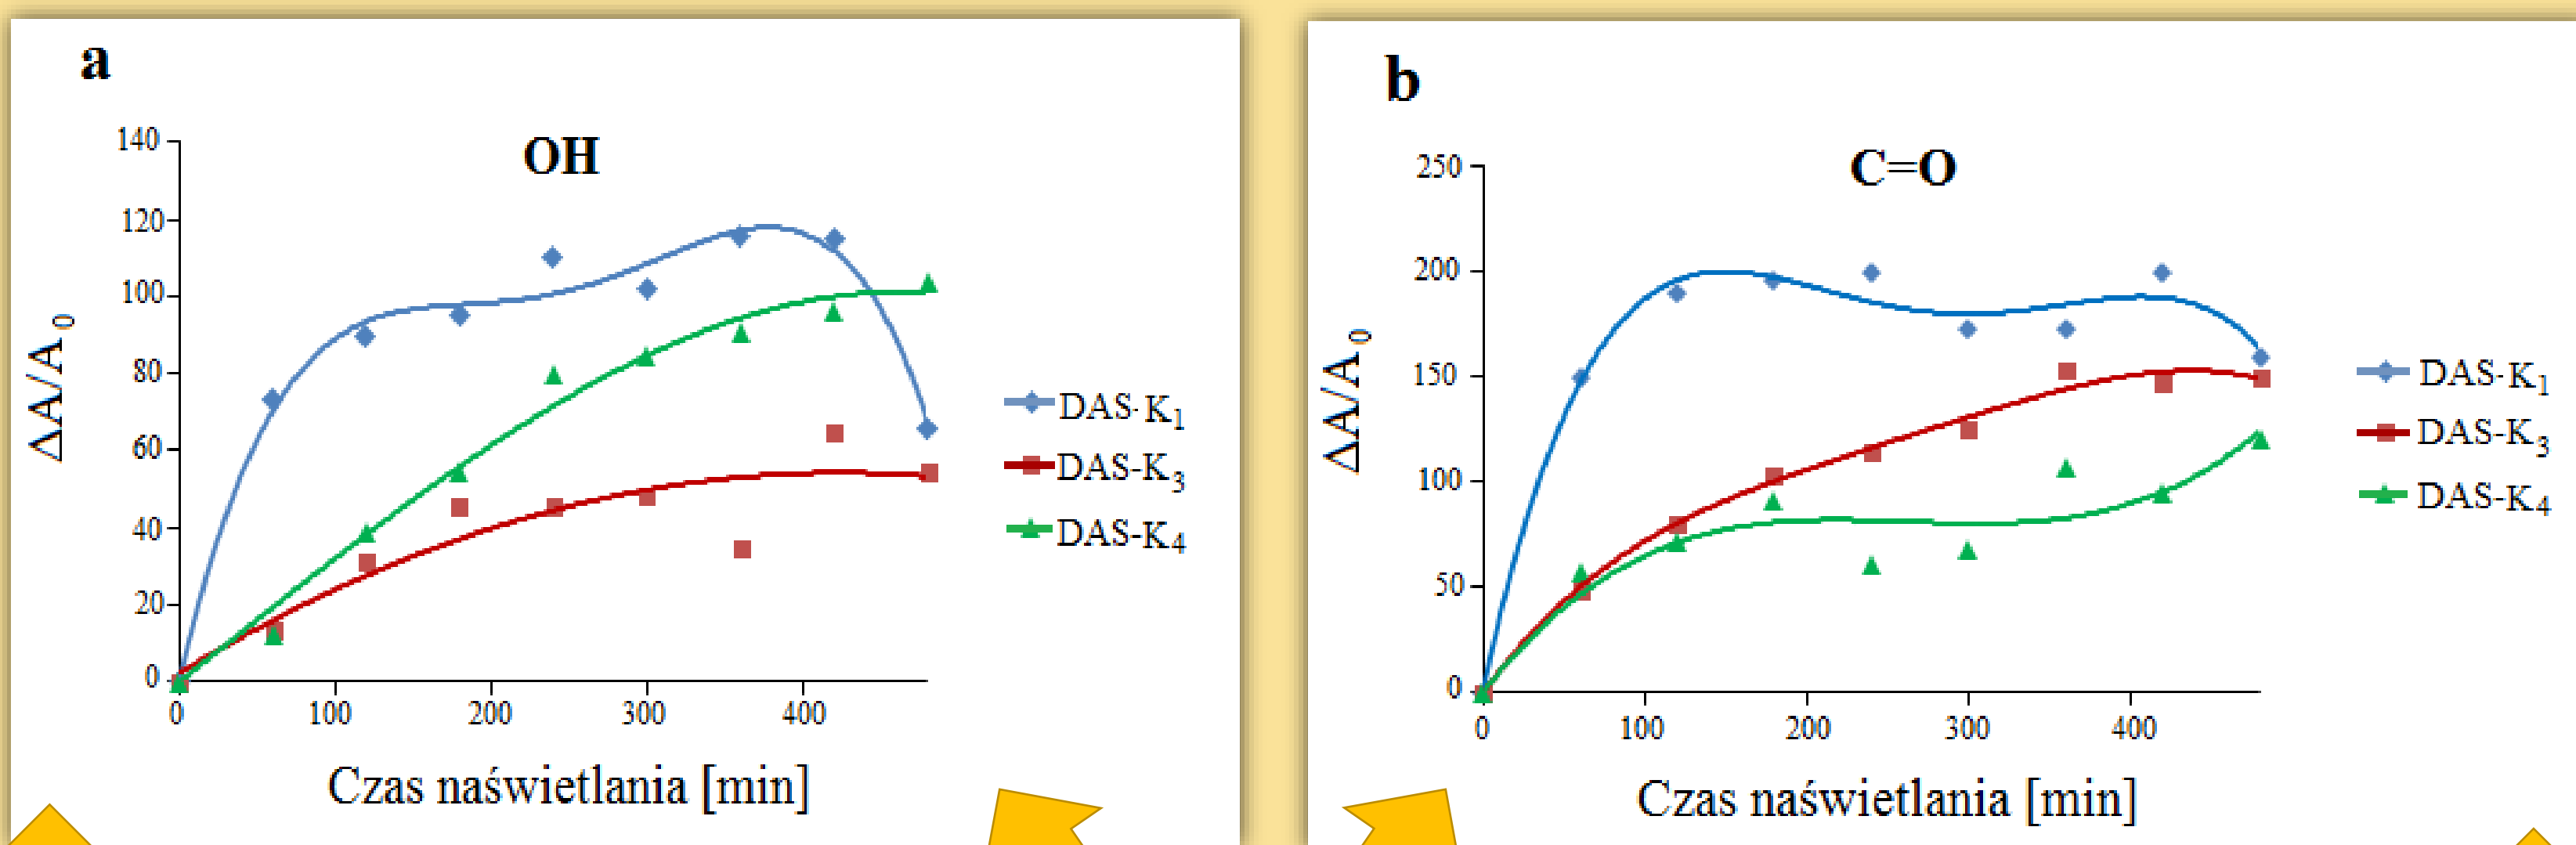 a
OH
140
120
100
80
60
40
20
0
ΔA/A₀
0 100 200 300 400
Czas naświetlania [min]
DAS-K₁
DAS-K₃
DAS-K₄
b
C=O
250
200
150
100
50
0
ΔA/A₀
0 100 200 300 400
Czas naświetlania [min]
DAS-K₁
DAS-K₃
DAS-K₄